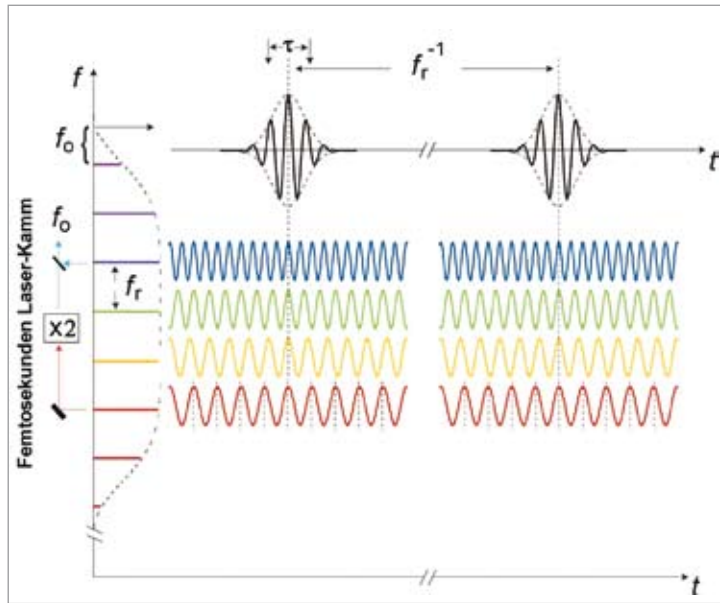 τ
f
f_r^-1
f_o
t
f_o
f_r
x2
Femtosekunden Laser-Kamm
t